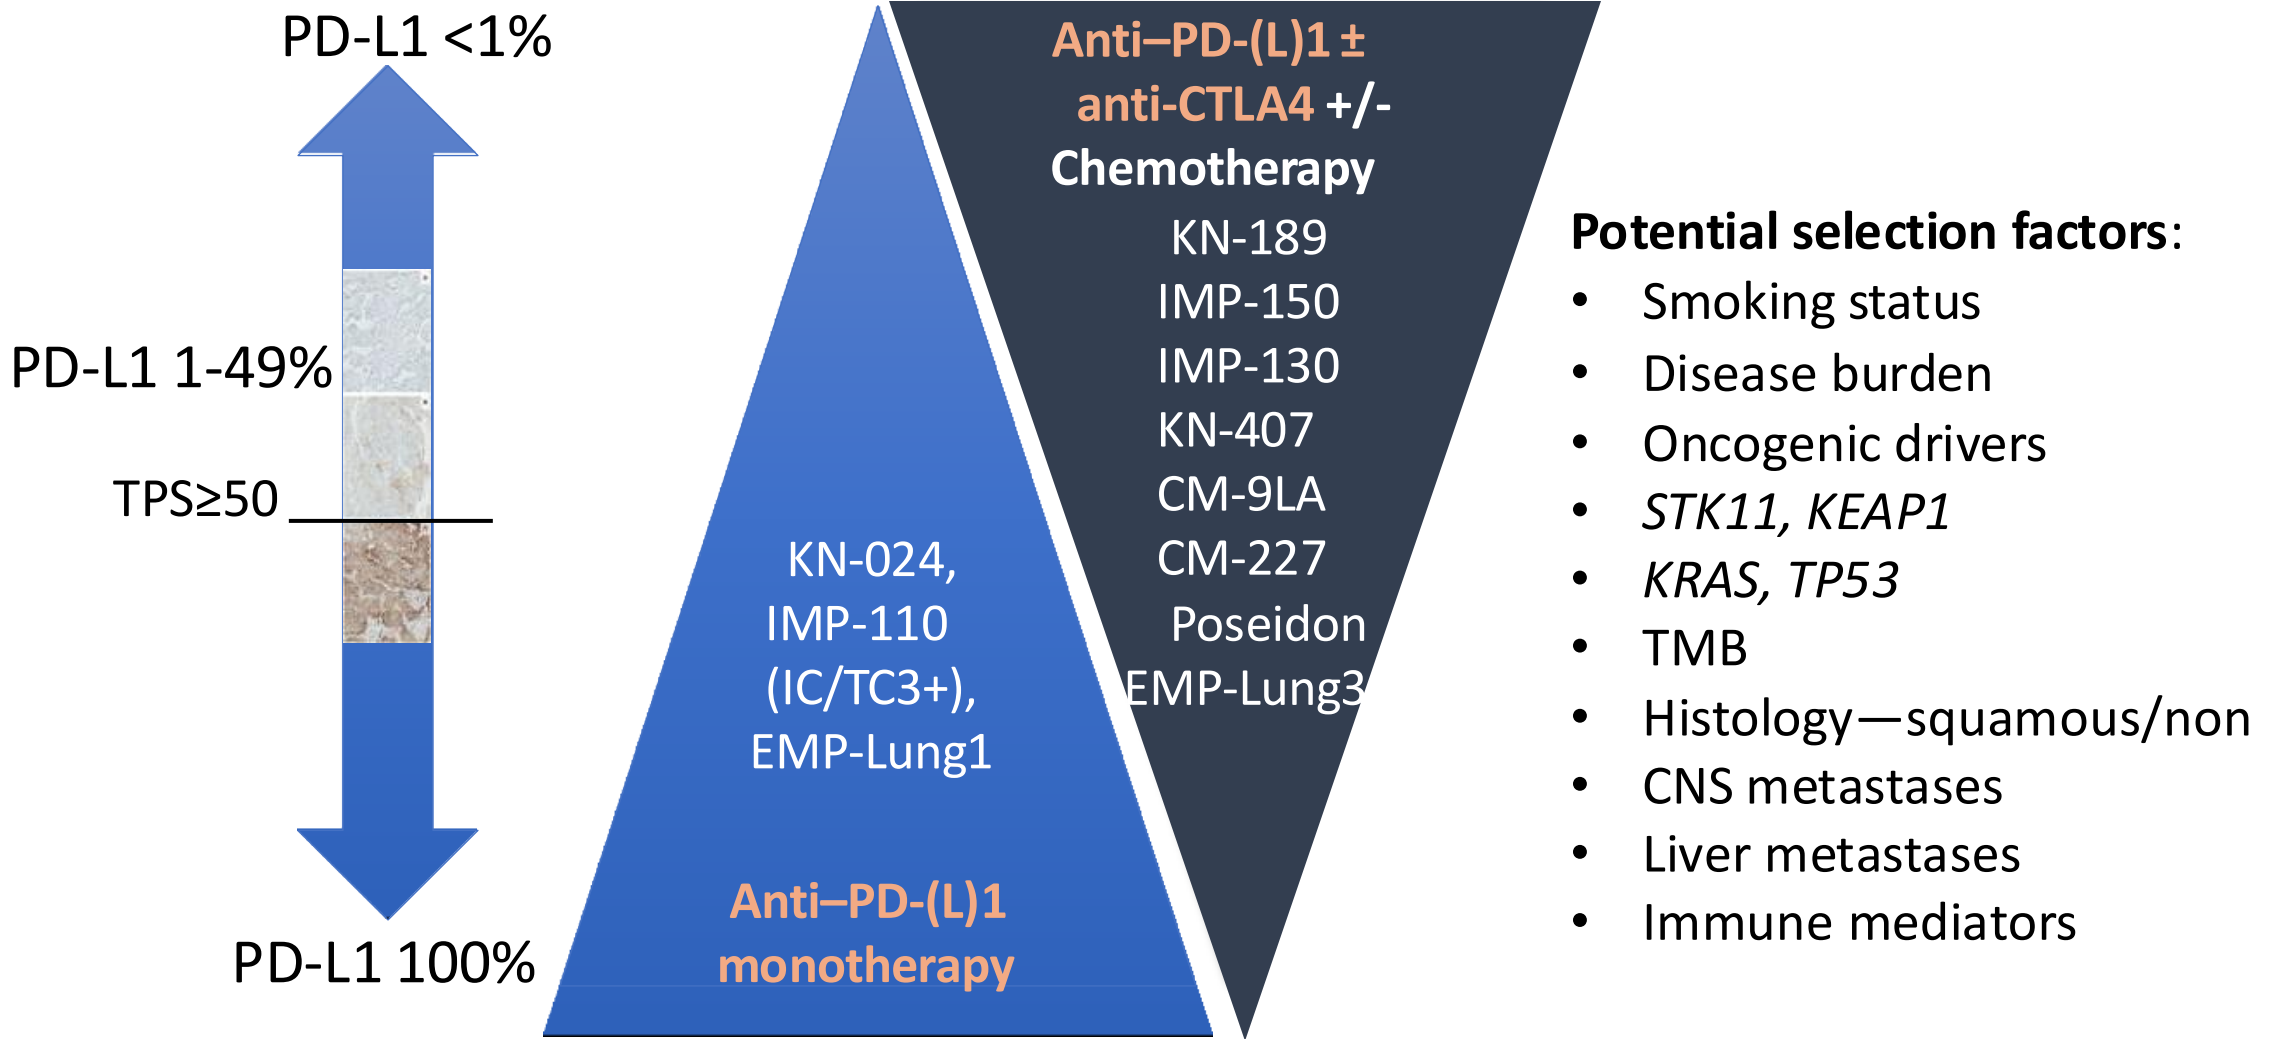 PD-L1 <1%
PD-L1 1-49%
TPS≥50
PD-L1 100%
KN-024,
IMP-110
(IC/TC3+),
EMP-Lung1
Anti–PD-(L)1
monotherapy
Anti–PD-(L)1 ±
anti-CTLA4 +/-
Chemotherapy
KN-189
IMP-150
IMP-130
KN-407
CM-9LA
CM-227
Poseidon
EMP-Lung3
Potential selection factors:
• Smoking status
• Disease burden
• Oncogenic drivers
• STK11, KEAP1
• KRAS, TP53
• TMB
• Histology—squamous/non
• CNS metastases
• Liver metastases
• Immune mediators